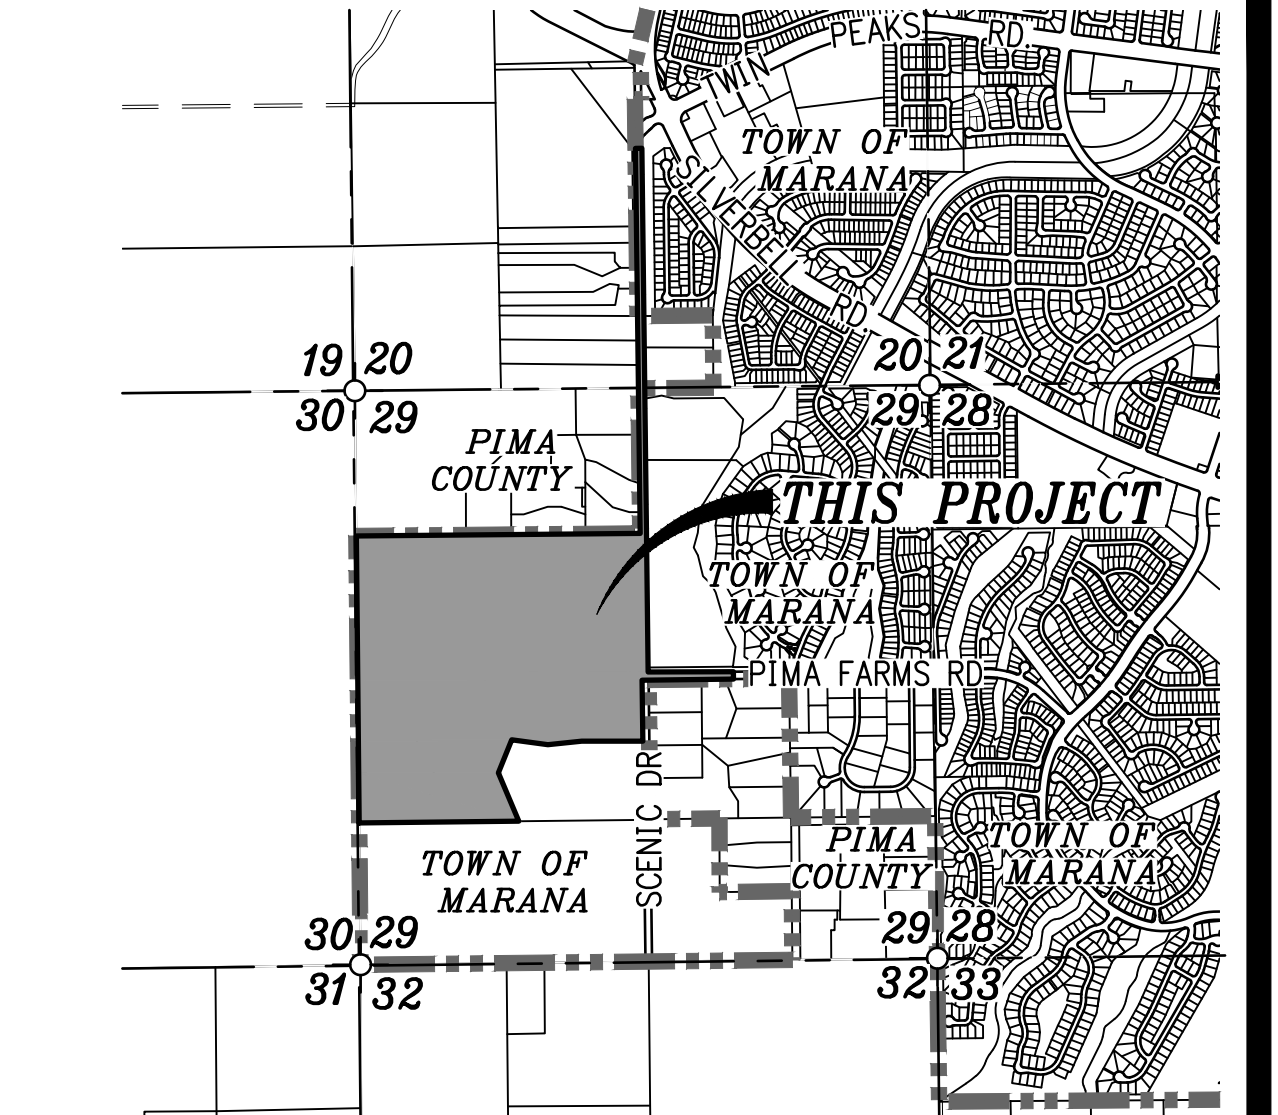 PEAKS RD.
TWIN
TOWN OF
MARANA
SILVERBELL RD.
19 20
20 21
30 29
29 28
PIMA
COUNTY
THIS PROJECT
TOWN OF
MARANA
PIMA FARMS RD
SCENIC DR
TOWN OF
MARANA
PIMA
COUNTY
TOWN OF
MARANA
30 29
29 28
31 32
32 33